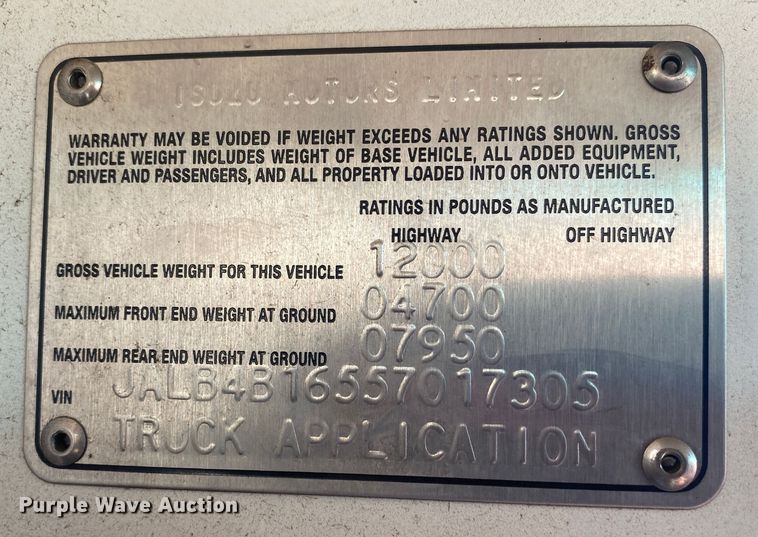 ISUZU MOTORS LIMITED
WARRANTY MAY BE VOIDED IF WEIGHT EXCEEDS ANY RATINGS SHOWN. GROSS
VEHICLE WEIGHT INCLUDES WEIGHT OF BASE VEHICLE, ALL ADDED EQUIPMENT,
DRIVER AND PASSENGERS, AND ALL PROPERTY LOADED INTO OR ONTO VEHICLE.
RATINGS IN POUNDS AS MANUFACTURED
HIGHWAY OFF HIGHWAY
GROSS VEHICLE WEIGHT FOR THIS VEHICLE 12000
MAXIMUM FRONT END WEIGHT AT GROUND 04700
MAXIMUM REAR END WEIGHT AT GROUND 07950
VIN JALB4B16557017305
TRUCK APPLICATION
Purple Wave Auction